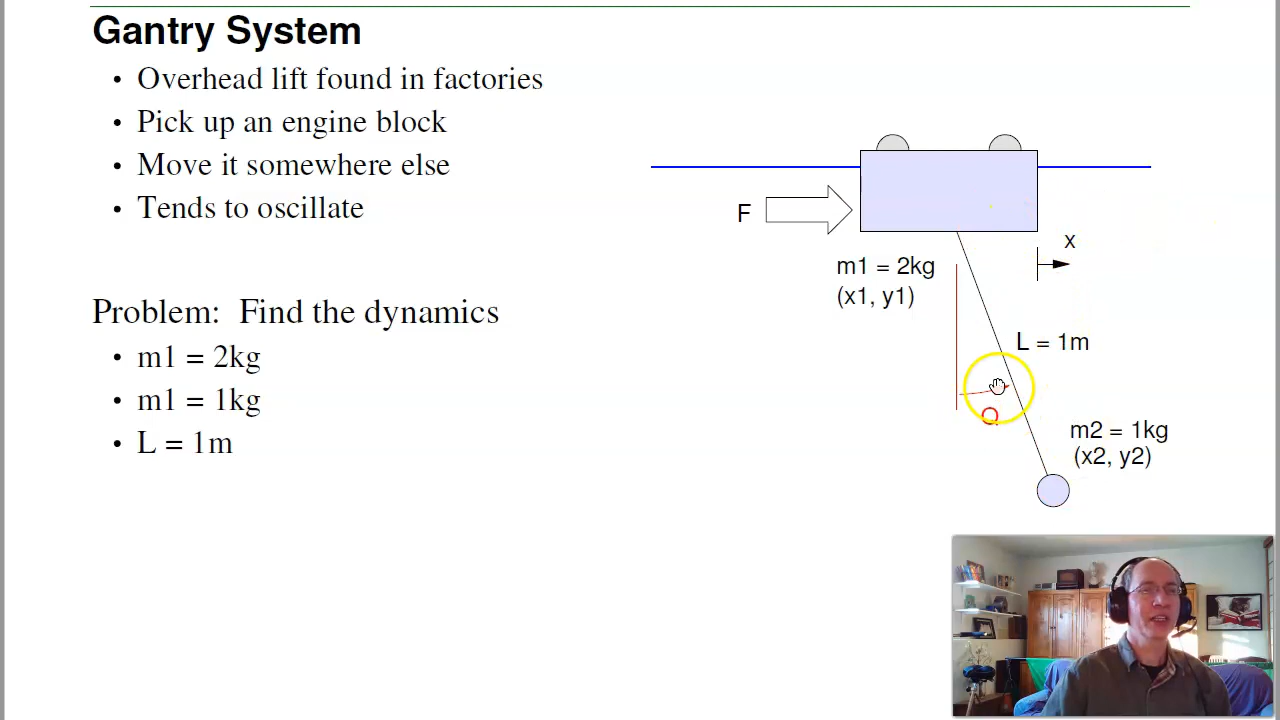 Gantry System
• Overhead lift found in factories
• Pick up an engine block
• Move it somewhere else
• Tends to oscillate
Problem: Find the dynamics
• m1 = 2kg
• m1 = 1kg
• L = 1m
F
m1 = 2kg
(x1, y1)
x
L = 1m
Q
m2 = 1kg
(x2, y2)